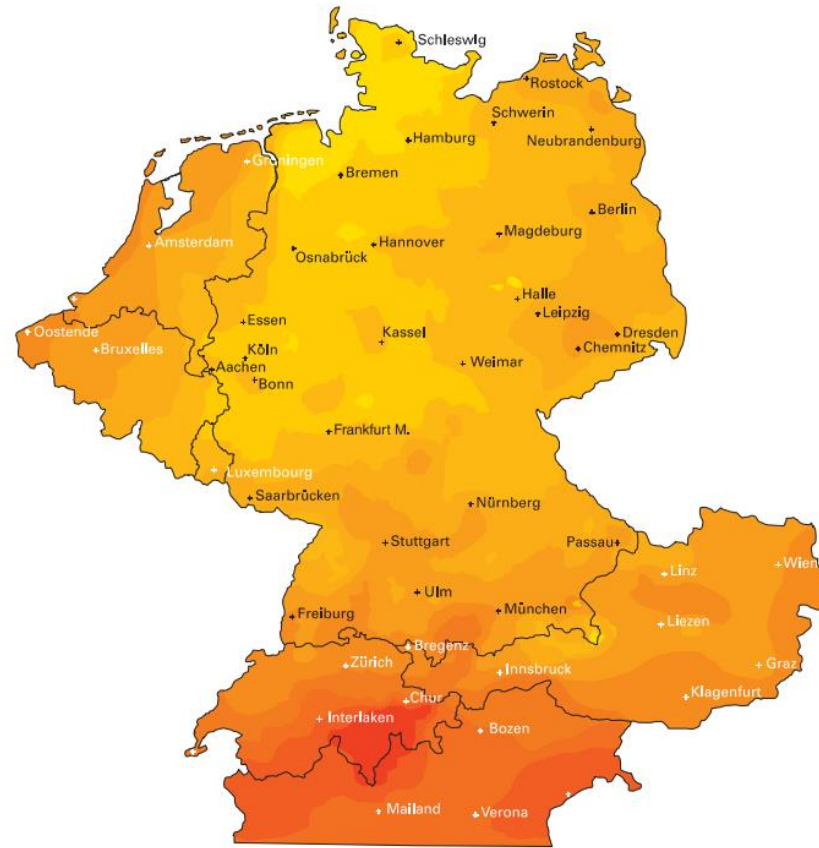 Schleswig
Rostock
Schwerin
Hamburg
Neubrandenburg
Groningen
Bremen
Berlin
Magdeburg
Amsterdam
Hannover
Osnabrück
Halle
Leipzig
Essen
Oostende
Kassel
Dresden
Bruxelles
Köln
Chemnitz
Weimar
Aachen
Bonn
Frankfurt M.
Luxembourg
Saarbrücken
Nürnberg
Stuttgart
Passau
Wien
Linz
Ulm
Freiburg
München
Liezen
Bregenz
Zürich
Innsbruck
Graz
Chur
Klagenfurt
Interlaken
Bozen
Mailand
Verona